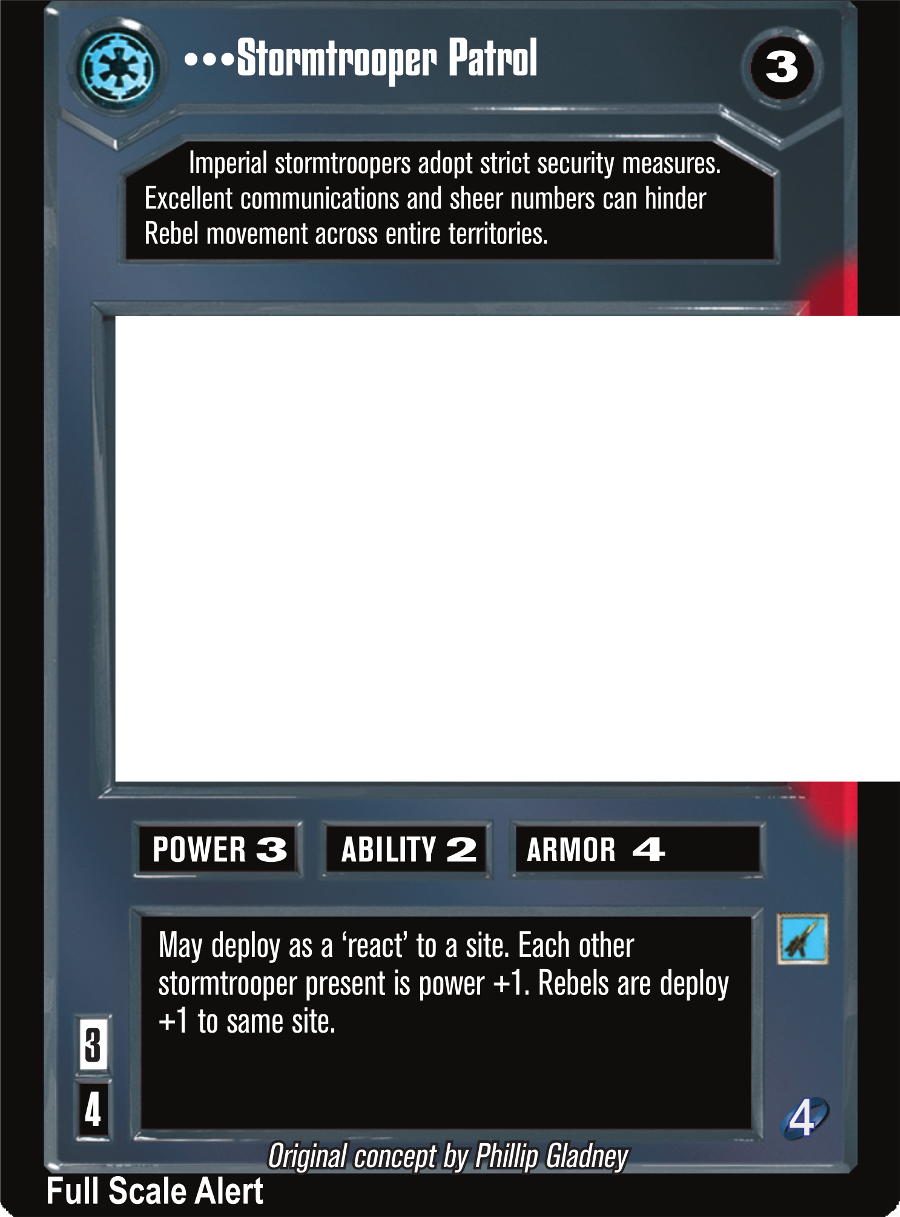 •••Stormtrooper Patrol
3
Imperial stormtroopers adopt strict security measures.
Excellent communications and sheer numbers can hinder
Rebel movement across entire territories.
POWER 3 ABILITY 2 ARMOR 4
May deploy as a ‘react’ to a site. Each other
stormtrooper present is power +1. Rebels are deploy
+1 to same site.
3
4
4
Original concept by Phillip Gladney
Full Scale Alert